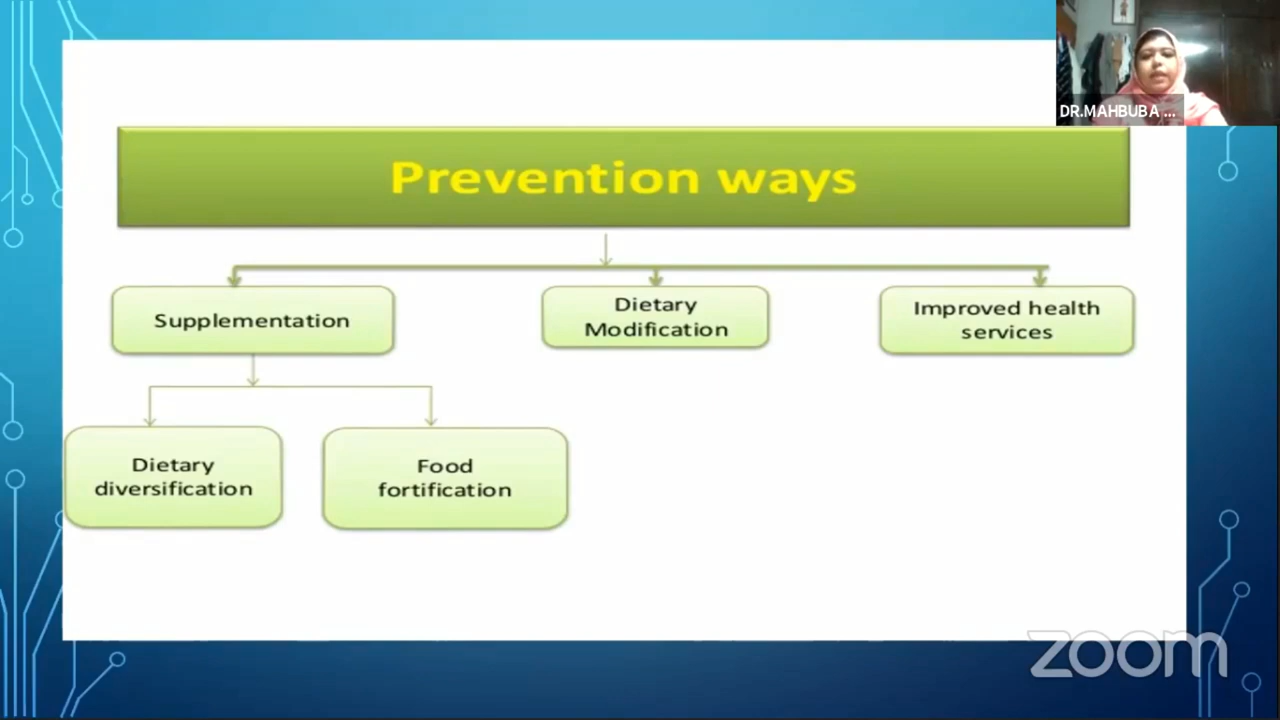 DR.MAHBUBA ...
Prevention ways
Supplementation
Dietary
Modification
Improved health
services
Dietary
diversification
Food
fortification
zoom